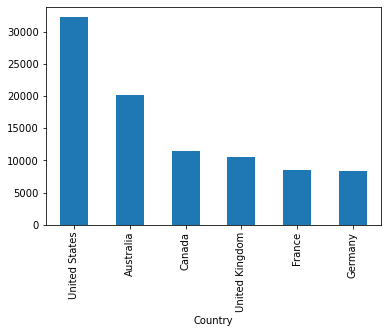 30000
25000
20000
15000
10000
5000
0
United States
Australia
Canada
United Kingdom
France
Germany
Country